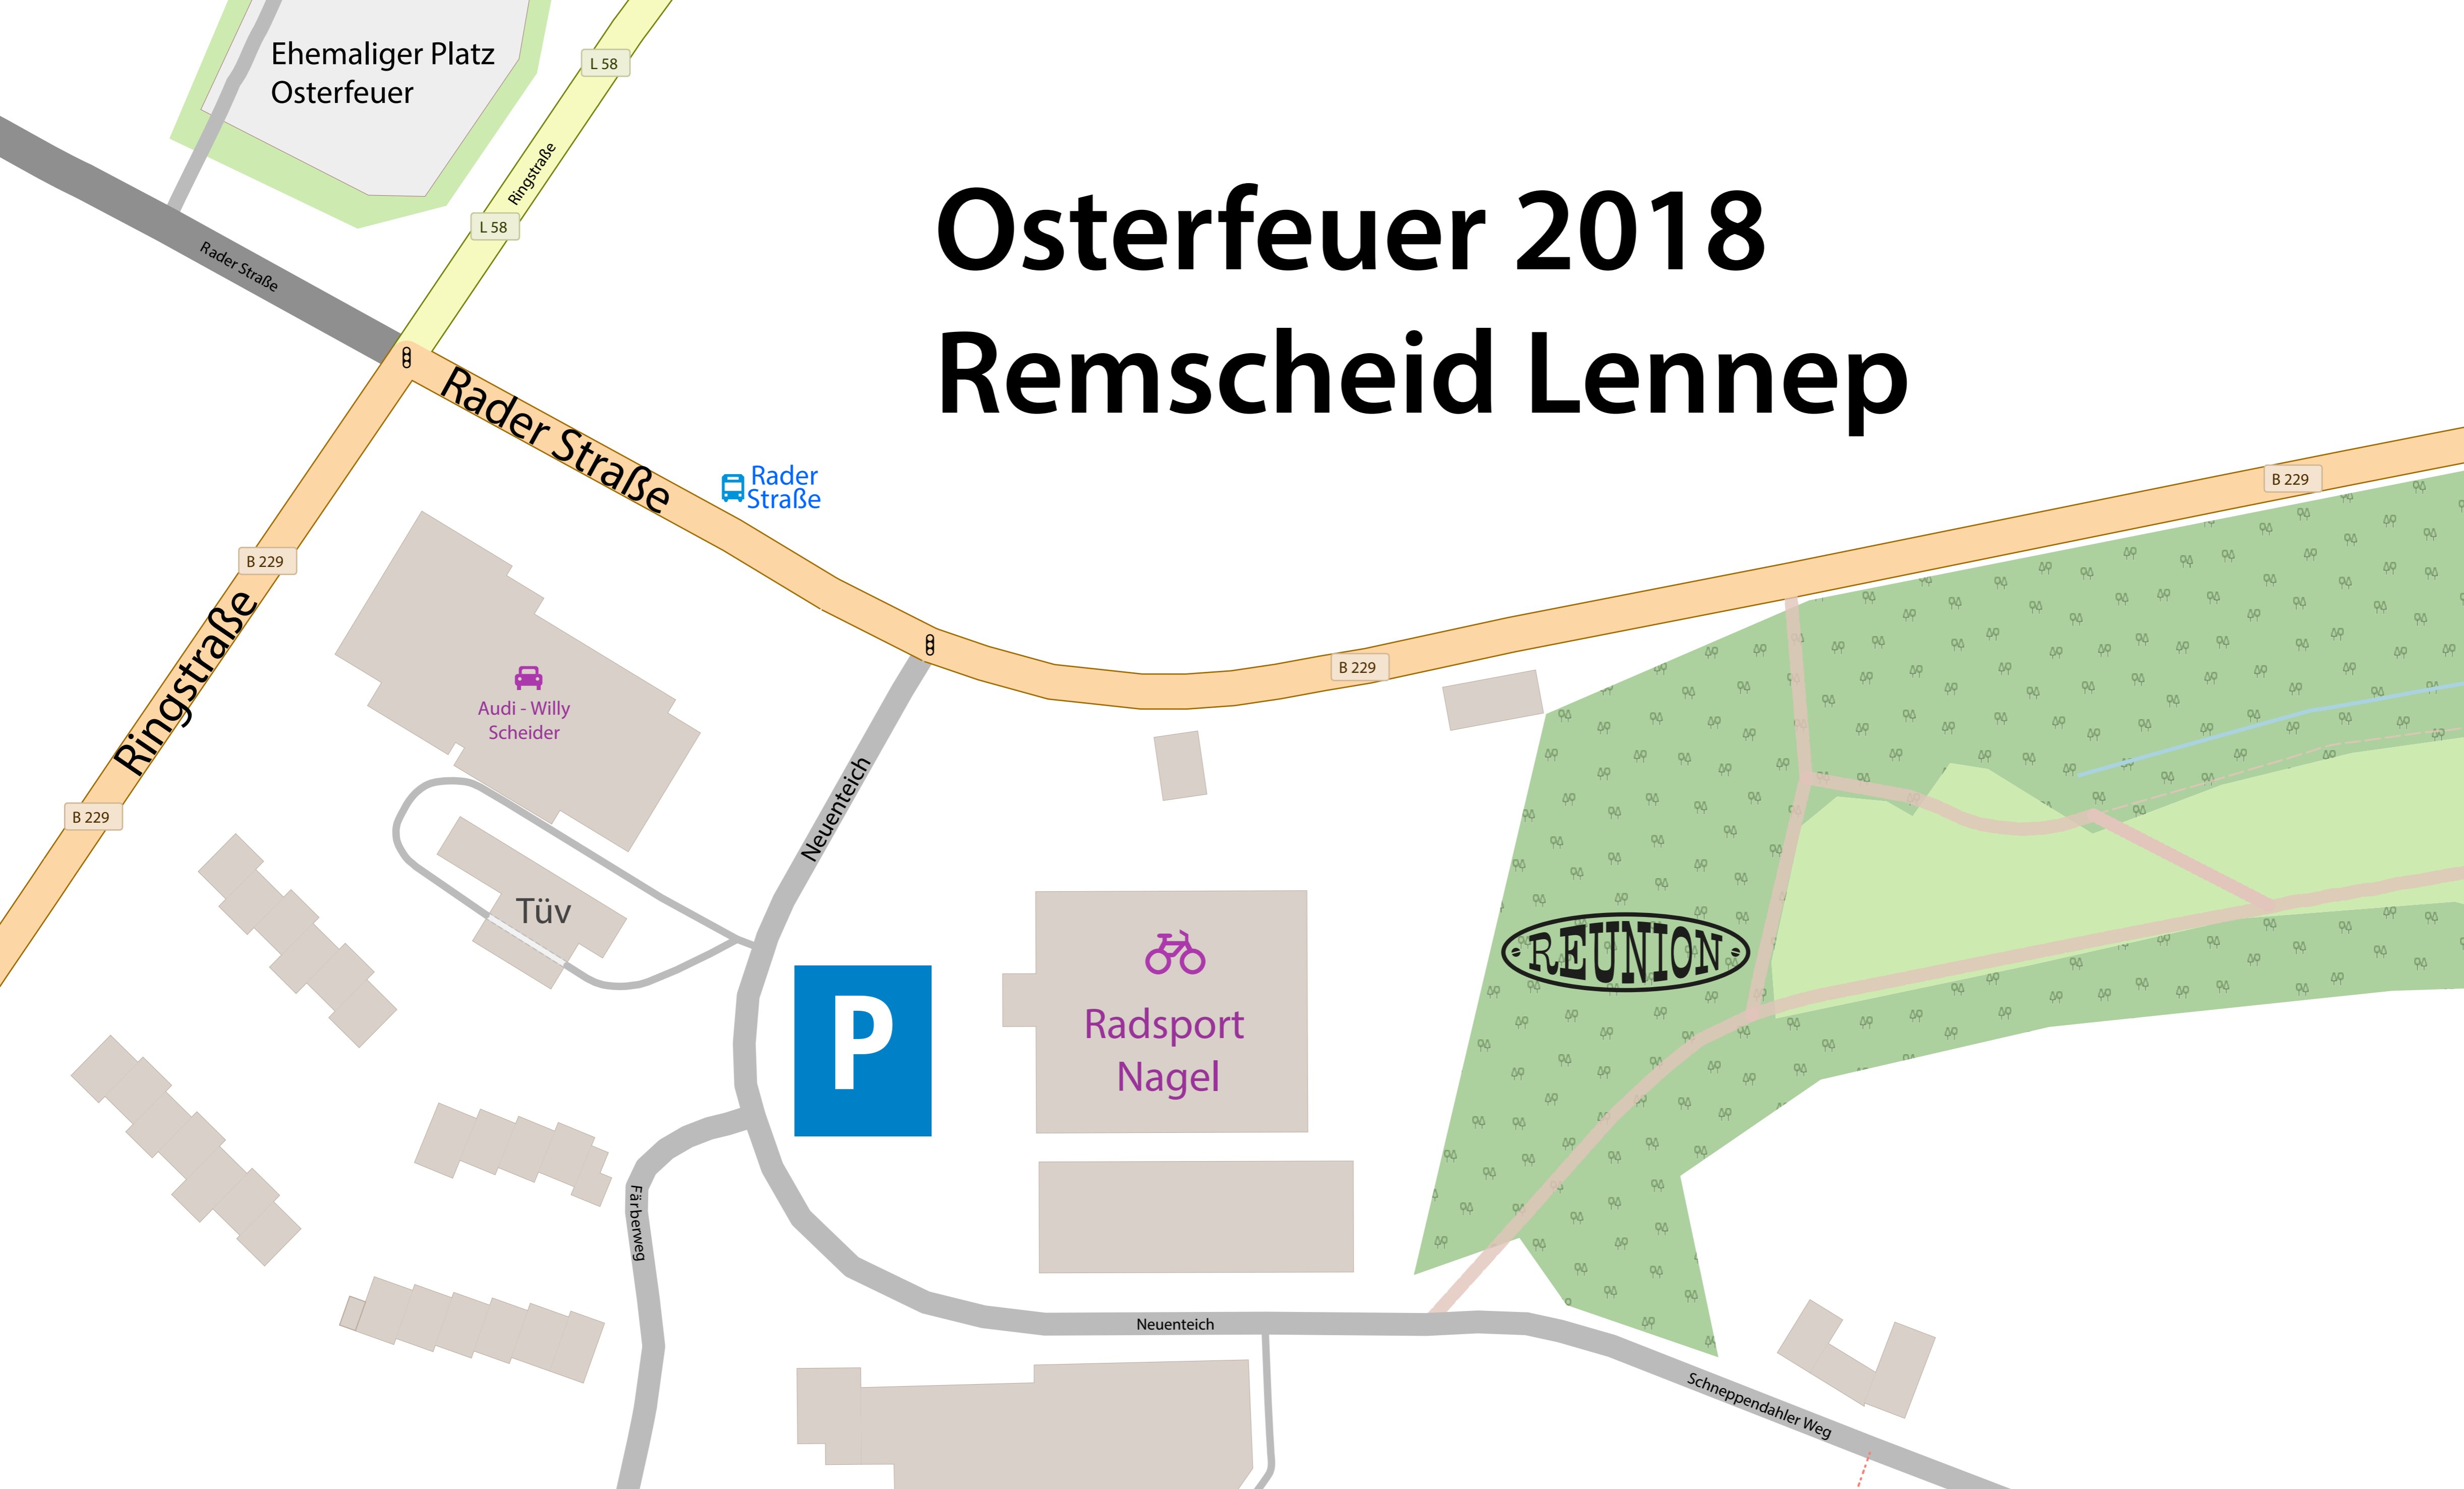 Ehemaliger Platz
Osterfeuer
L 58
Ringstraße
L 58
Rader Straße
Osterfeuer 2018
Remscheid Lennep
Rader Straße
Rader
Straße
B 229
B 229
Ringstraße
B 229
B 229
Audi - Willy
Scheider
Neuenteich
Tüv
REUNION
P
Radsport
Nagel
Färberweg
Neuenteich
Schneppendahler Weg